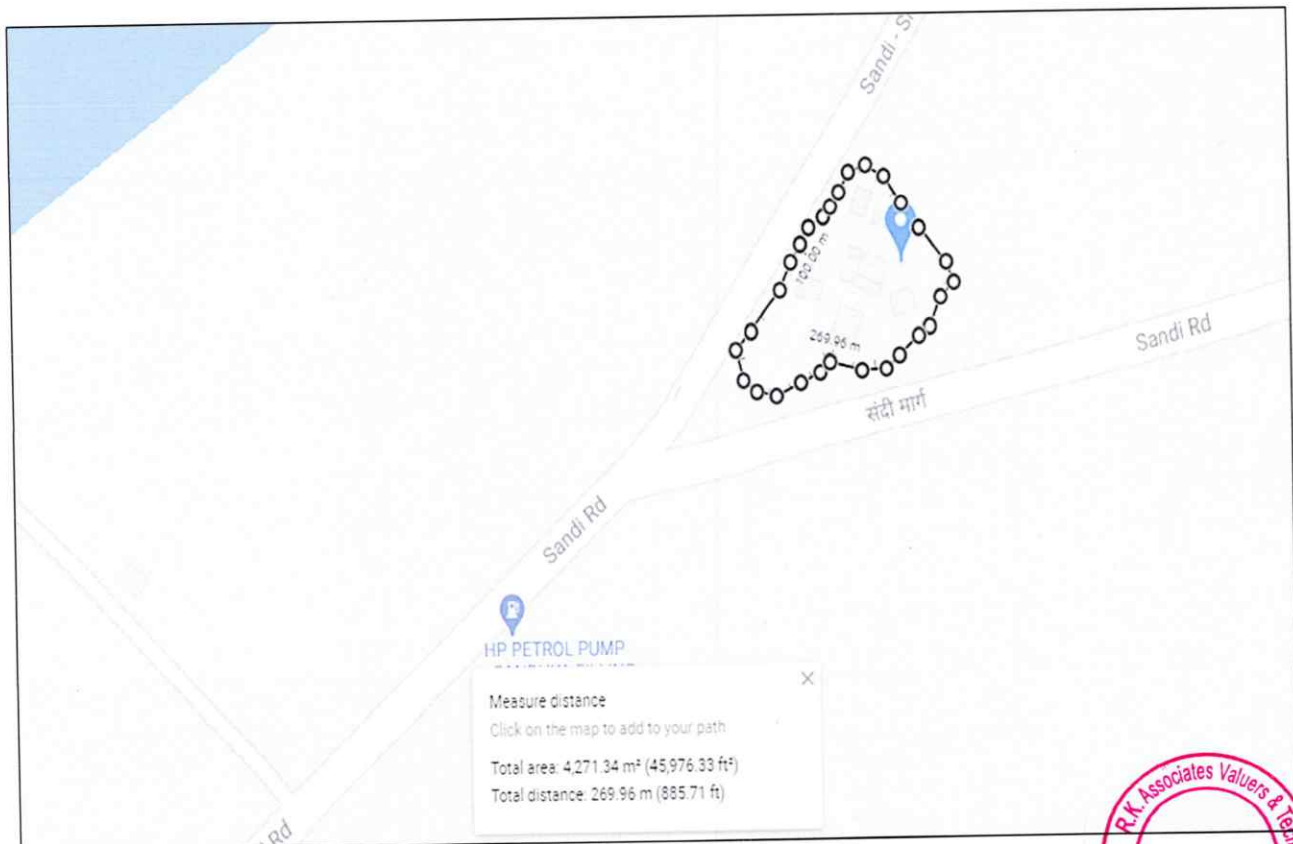 Sandi - S
100.00 m
269.96 m
Sandi Rd
संदी मार्ग
Sandi Rd
HP PETROL PUMP
Measure distance
Click on the map to add to your path
Total area: 4,271.34 m² (45,976.33 ft²)
Total distance: 269.96 m (885.71 ft)
R.K. Associates Valuers & Tec
Rd